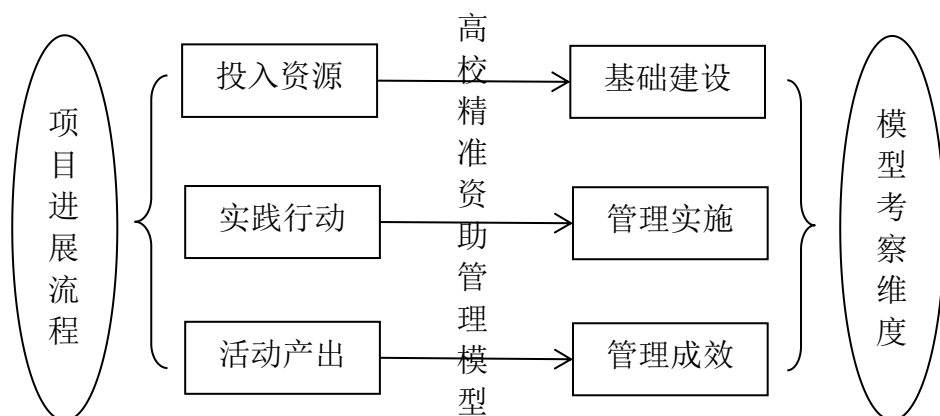 项目进展流程
投入资源
实践行动
活动产出
高校精准资助管理模型
基础建设
管理实施
管理成效
模型考察维度